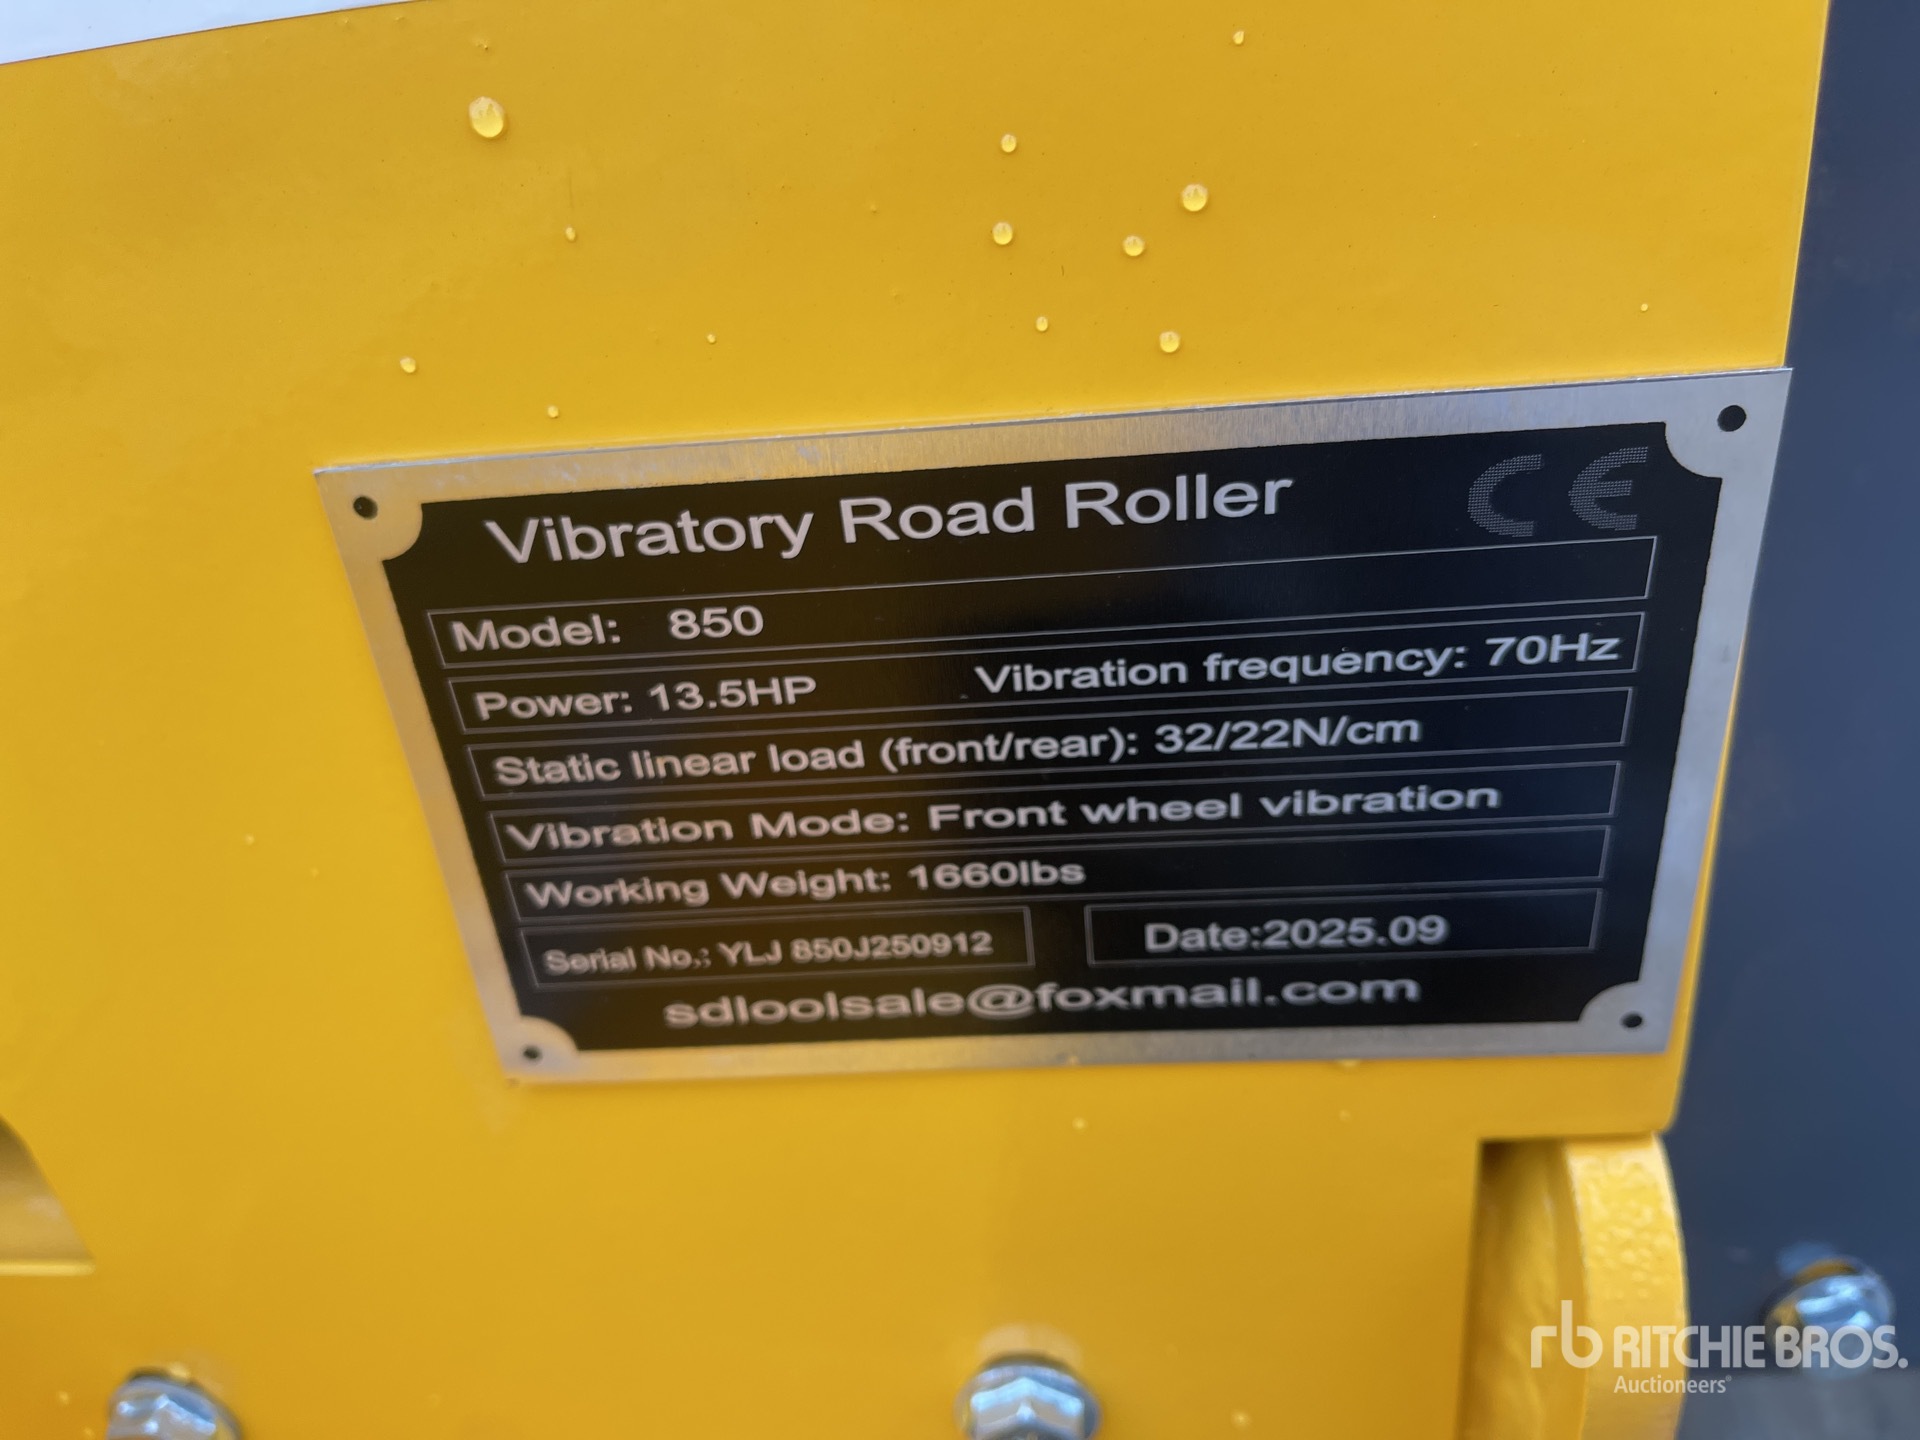 Vibratory Road Roller CE
Model: 850
Power: 13.5HP Vibration frequency: 70Hz
Static linear load (front/rear): 32/22N/cm
Vibration Mode: Front wheel vibration
Working Weight: 1660lbs
Serial No.: YLJ 850J250912 Date:2025.09
sdloolsale@foxmail.com
rb RITCHIE BROS.
Auctioneers